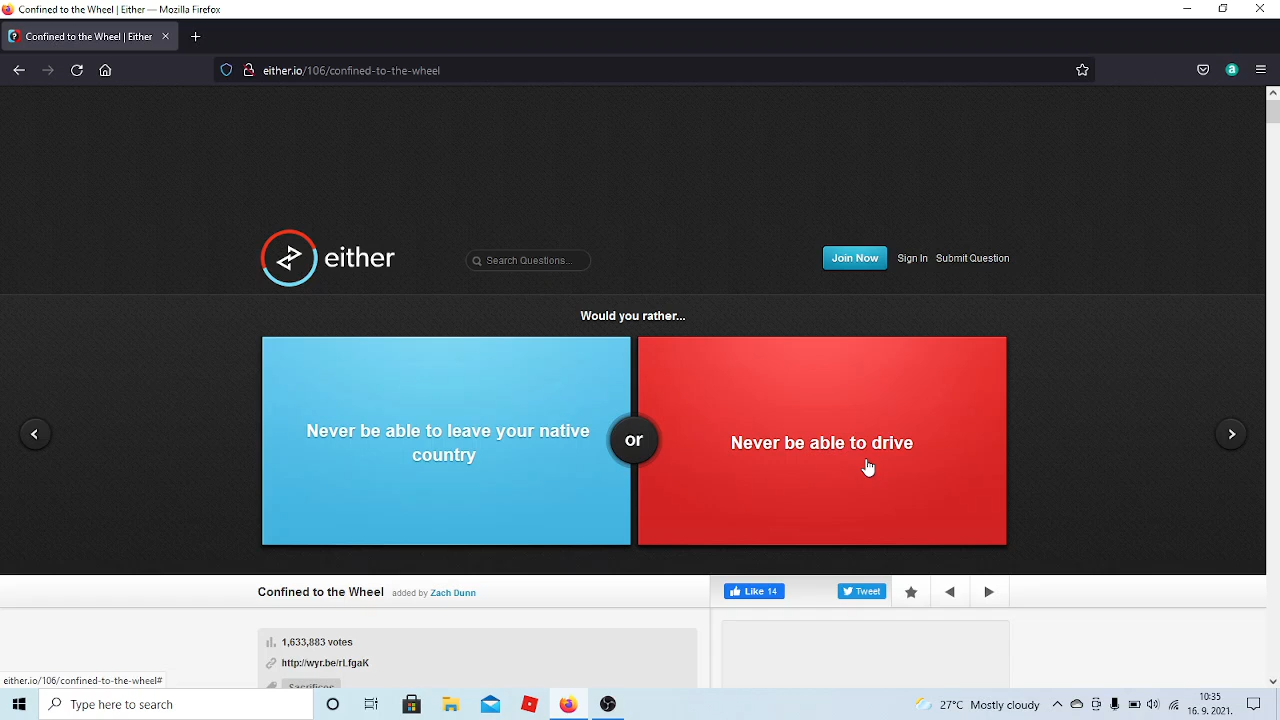 Confined to the Wheel | Either — Mozilla Firefox
Confined to the Wheel | Either
either.io/106/confined-to-the-wheel
either
Search Questions...
Join Now
Sign In
Submit Question
Would you rather...
Never be able to leave your native
country
or
Never be able to drive
Confined to the Wheel
added by Zach Dunn
Like 14
Tweet
1,633,883 votes
http://wyr.be/rLfgaK
Sacrifices
either.io/106/confined-to-the-wheel#
Type here to search
27°C Mostly cloudy
10:35
16. 9. 2021.